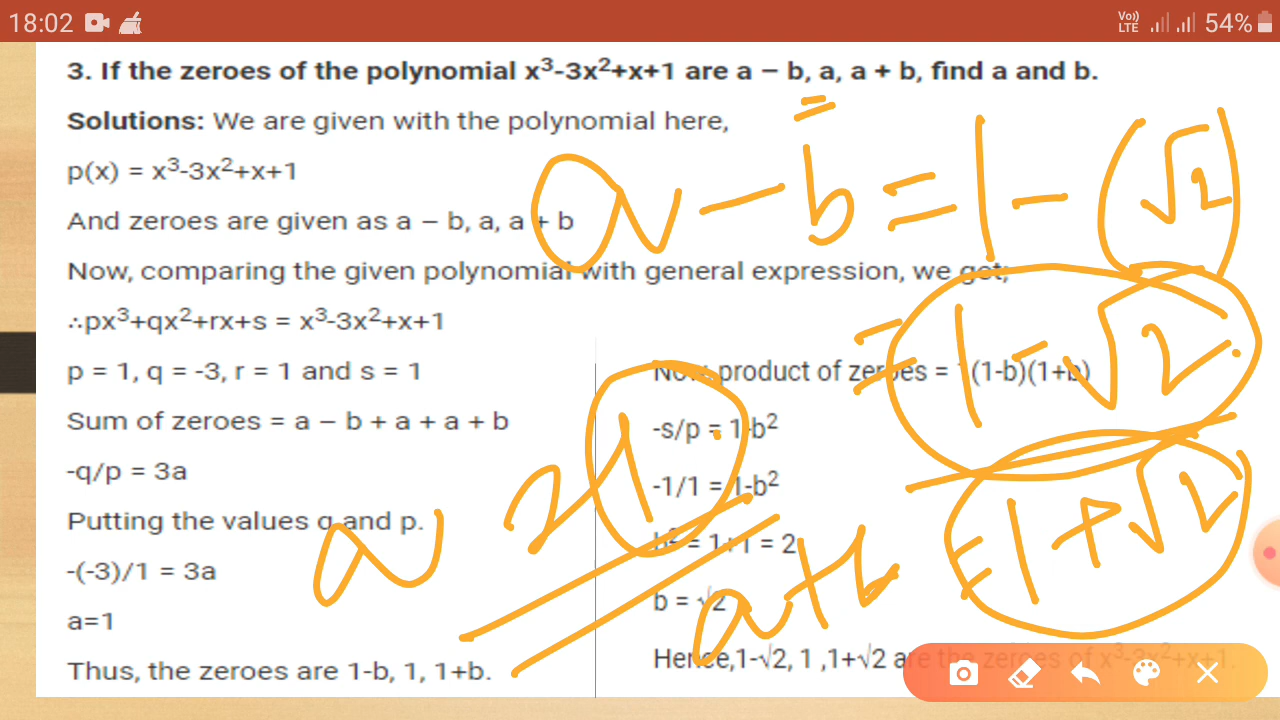 18:02 Vo)) LTE 54%
3. If the zeroes of the polynomial x³-3x²+x+1 are a – b, a, a + b, find a and b.
Solutions: We are given with the polynomial here,
p(x) = x³-3x²+x+1
And zeroes are given as a – b, a, a + b
Now, comparing the given polynomial with general expression, we get;
∴px³+qx²+rx+s = x³-3x²+x+1
p = 1, q = -3, r = 1 and s = 1
Sum of zeroes = a – b + a + a + b
-q/p = 3a
Putting the values q and p.
-(-3)/1 = 3a
a=1
Thus, the zeroes are 1-b, 1, 1+b.
Now, product of zeroes = 1(1-b)(1+b)
-s/p = 1-b²
-1/1 = 1-b²
b² = 1+1 = 2
b = √2
Hence,1-√2, 1 ,1+√2 are the zeroes of x³-3x²+x+1.
a - b = 1 - (√2)
= 1 - √2
a = 1
a+b = 1+√2